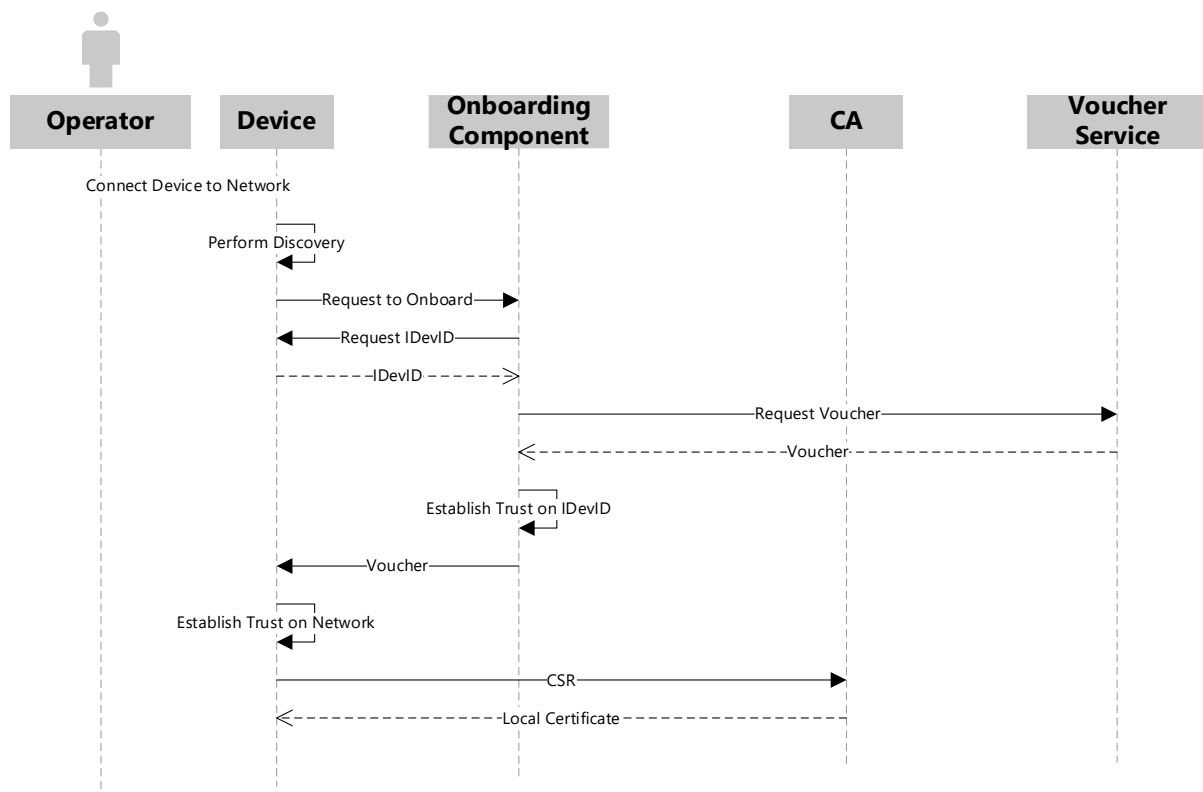 Operator
Device
Onboarding
Component
CA
Voucher
Service
Connect Device to Network
Perform Discovery
Request to Onboard
Request IDevID
IDevID
Request Voucher
Voucher
Establish Trust on IDevID
Voucher
Establish Trust on Network
CSR
Local Certificate